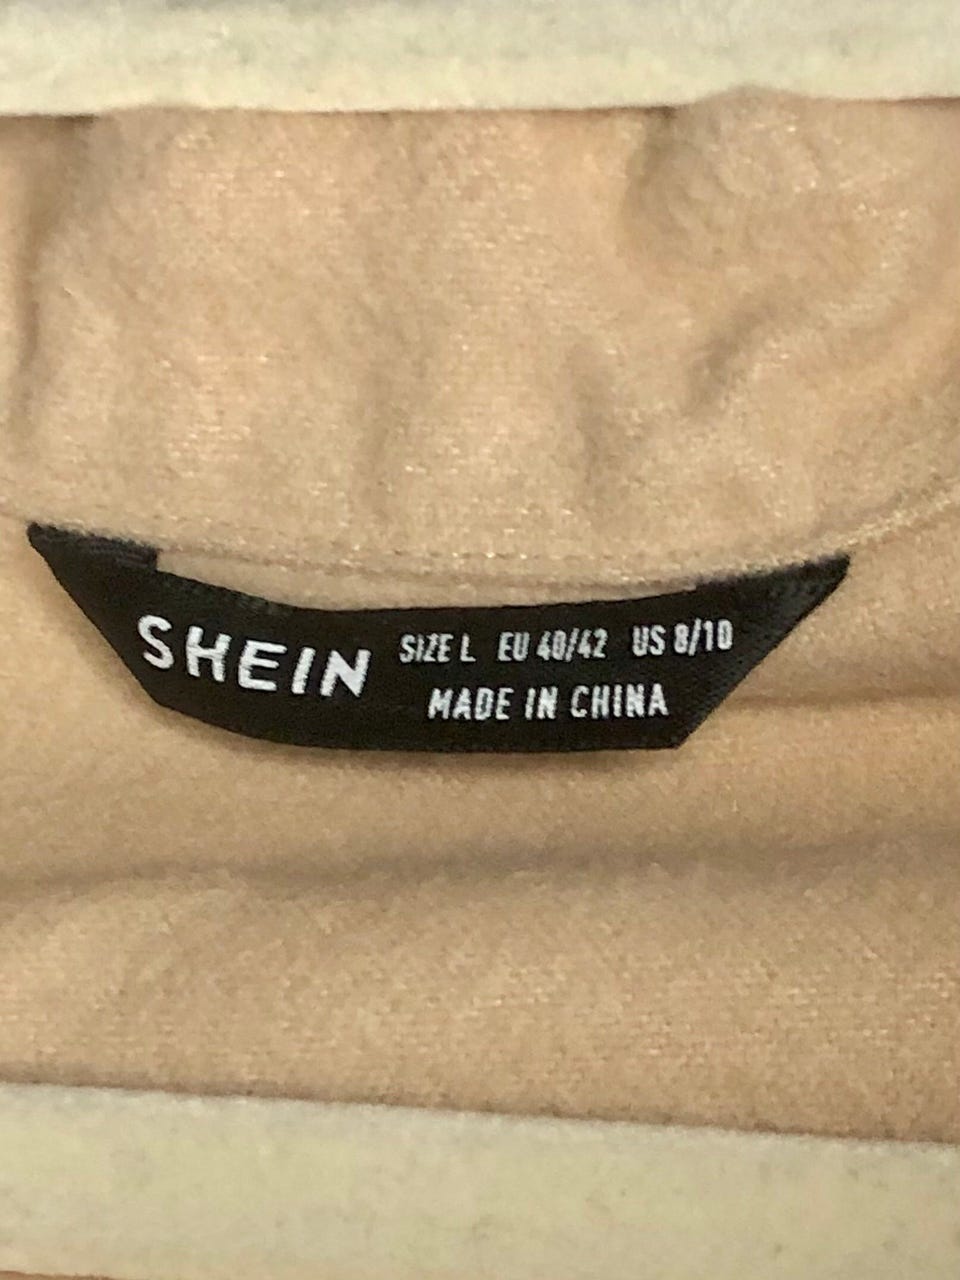 SHEIN
SIZE L EU 40/42 US 8/10
MADE IN CHINA